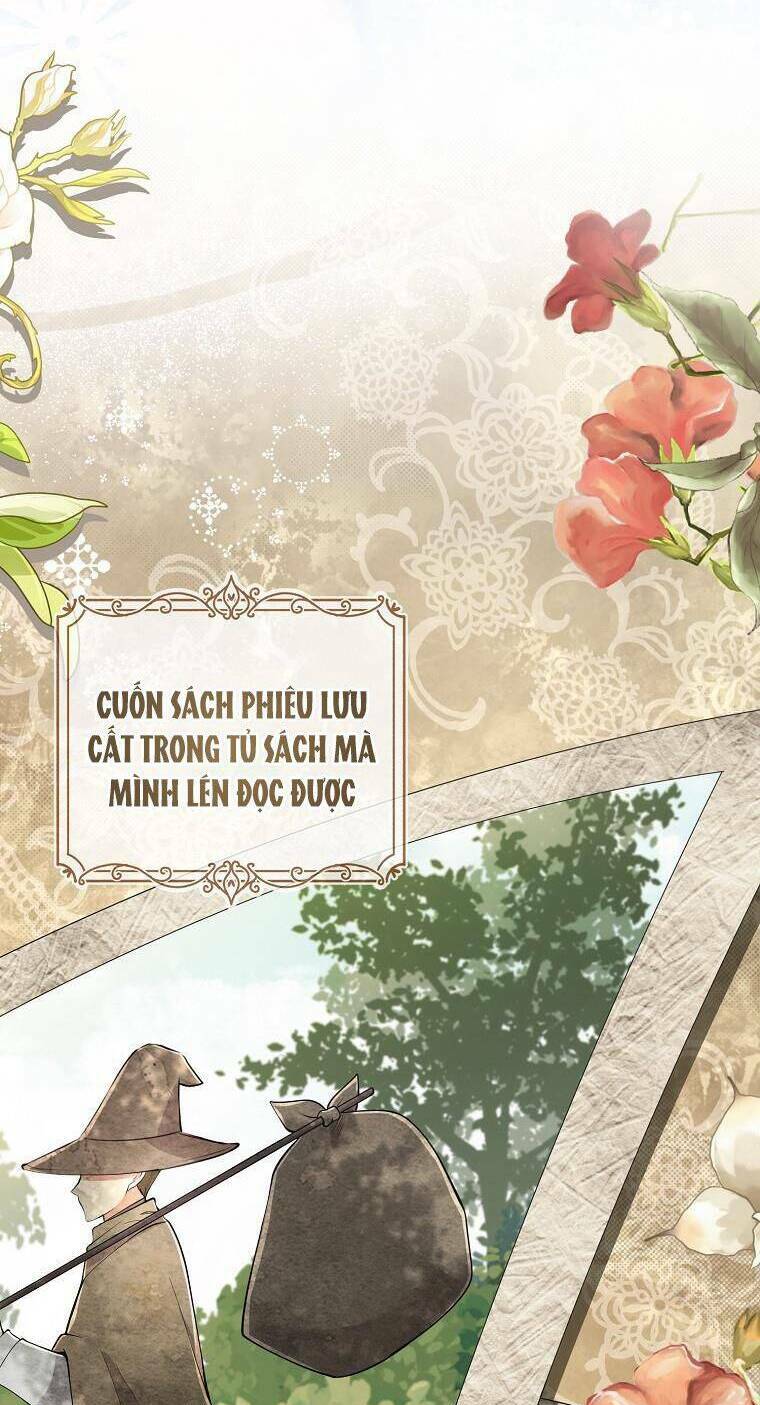 CUỐN SÁCH PHIÊU LƯU
CẤT TRONG TỦ SÁCH MÀ
MÌNH LÉN ĐỌC ĐƯỢC